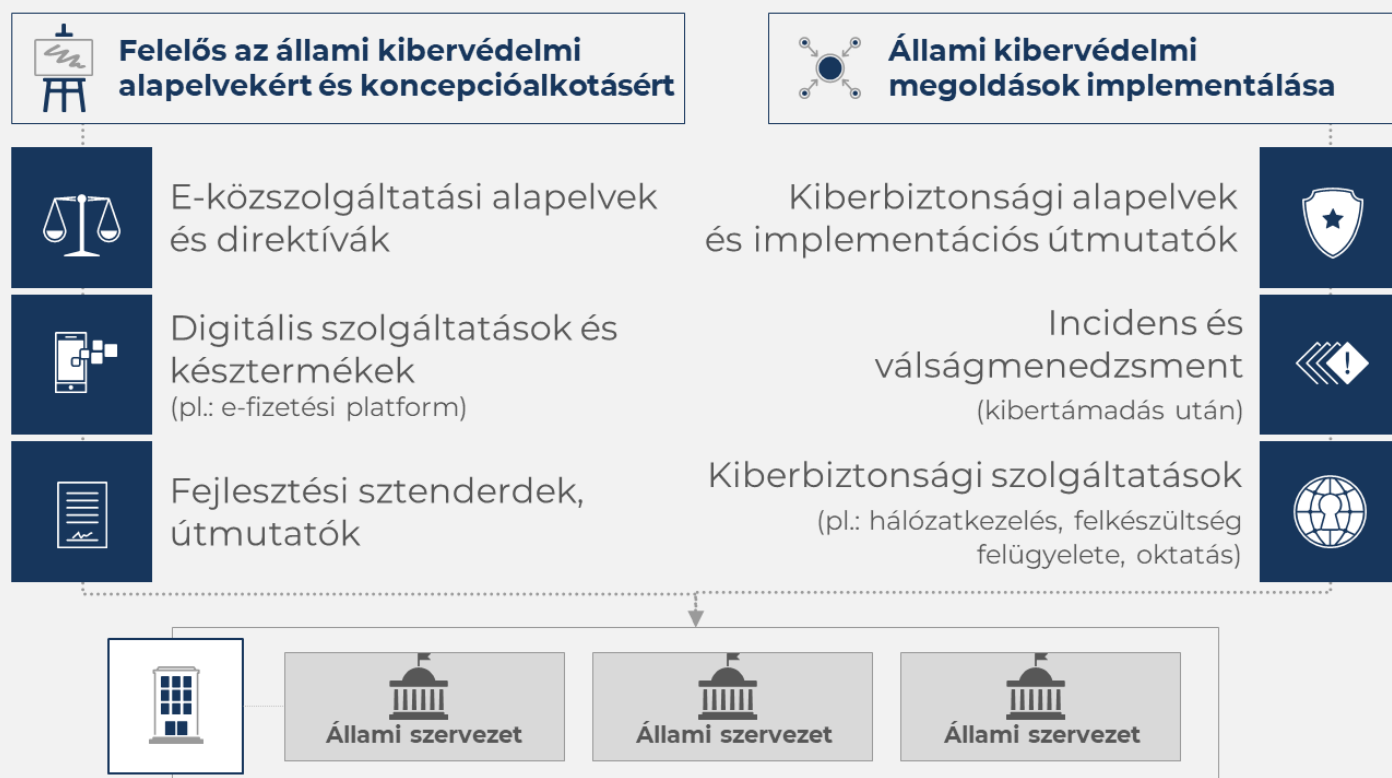 Felelős az állami kibervédelmi
alapelvekért és koncepcióalkotásért
E-közszolgáltatási alapelvek
és direktívák
Digitális szolgáltatások és
késztermékek
(pl.: e-fizetési platform)
Fejlesztési sztenderdek,
útmutatók
Állami kibervédelmi
megoldások implementálása
Kiberbiztonsági alapelvek
és implementációs útmutatók
Incidens és
válságmenedzsment
(kibertámadás után)
Kiberbiztonsági szolgáltatások
(pl.: hálózatkezelés, felkészültség
felügyelete, oktatás)
Állami szervezet
Állami szervezet
Állami szervezet